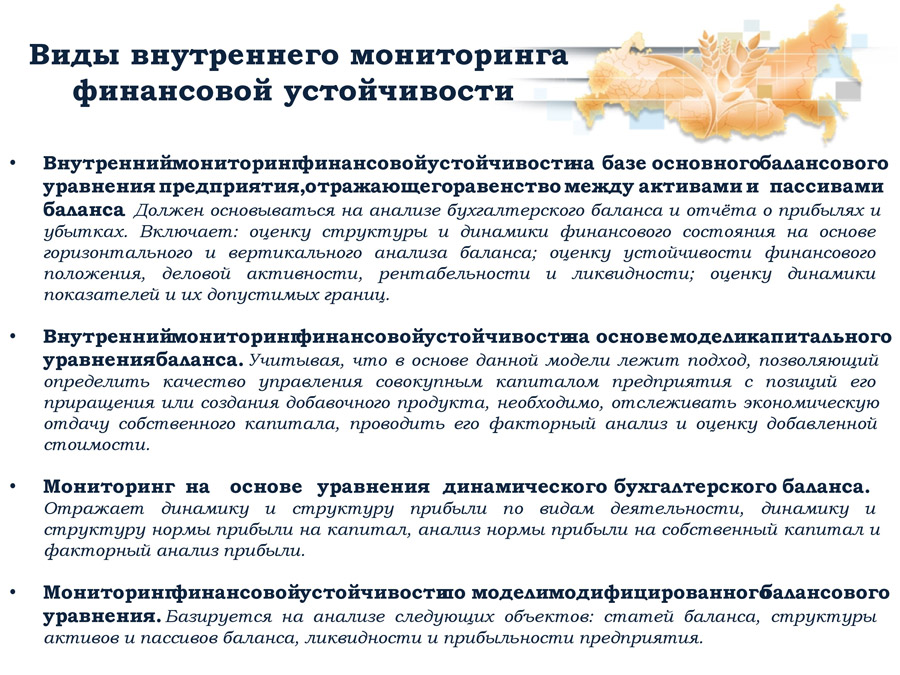 Виды внутреннего мониторинга
финансовой устойчивости
• Внутренниймониторингфинансовойустойчивостина базе основногобалансового
уравнения предприятия,отражающегоравенство между активами и пассивами
баланса. Должен основываться на анализе бухгалтерского баланса и отчёта о прибылях и
убытках. Включает: оценку структуры и динамики финансового состояния на основе
горизонтального и вертикального анализа баланса; оценку устойчивости финансового
положения, деловой активности, рентабельности и ликвидности; оценку динамики
показателей и их допустимых границ.
• Внутренниймониторингфинансовойустойчивостина основемоделикапитального
уравнениябаланса. Учитывая, что в основе данной модели лежит подход, позволяющий
определить качество управления совокупным капиталом предприятия с позиций его
приращения или создания добавочного продукта, необходимо, отслеживать экономическую
отдачу собственного капитала, проводить его факторный анализ и оценку добавленной
стоимости.
• Мониторинг на основе уравнения динамического бухгалтерского баланса.
Отражает динамику и структуру прибыли по видам деятельности, динамику и
структуру нормы прибыли на капитал, анализ нормы прибыли на собственный капитал и
факторный анализ прибыли.
• Мониторингфинансовойустойчивостипо моделимодифицированногобалансового
уравнения. Базируется на анализе следующих объектов: статей баланса, структуры
активов и пассивов баланса, ликвидности и прибыльности предприятия.